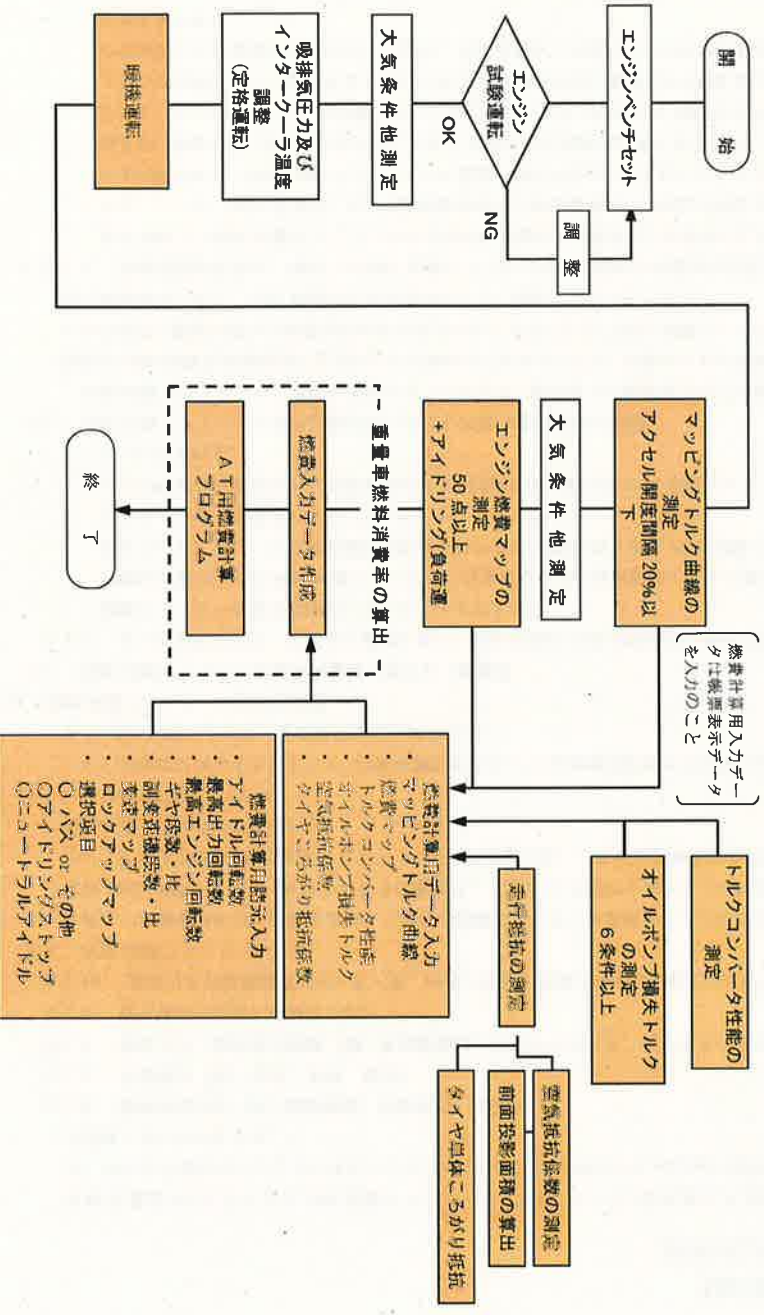 開 始
エンジンベンチセット
エンジン
試験運転
調 整
NG
OK
大気条件他測定
吸排気圧力及び
インタークーラ温度
調整
(定格運転)
暖機運転
マッピングトルク曲線の
測定
アクセル開度間隔 20%以
下
大気条件他測定
エンジン燃費マップの
測定
50 点以上
+アイドリング(負荷運
重量車燃料消費率の算出
燃費入力データ作成
AT用燃費計算
プログラム
終 了
燃費計算用入力デー
タは帳票表示データ
を入力のこと
トルクコンバータ性能の
測定
オイルポンプ損失トルク
の測定
6条件以上
走行抵抗の測定
空気抵抗係数の測定
前面投影面積の算出
タイヤ単体ころがり抵抗
燃費計算用データ入力
・ マッピングトルク曲線
・ 燃費マップ
・ トルクコンバータ性能
・ オイルポンプ損失トルク
・ 空気抵抗係数
・ タイヤころがり抵抗係数
燃費計算用諸元入力
・ アイドル回転数
・ 最高出力回転数
・ 最高エンジン回転数
・ ギヤ段数・比
・ 副変速機段数・比
・ 変速マップ
・ ロックアップマップ
・ 選択項目
○ バス or その他
○アイドリングストップ
○ニュートラルアイドル